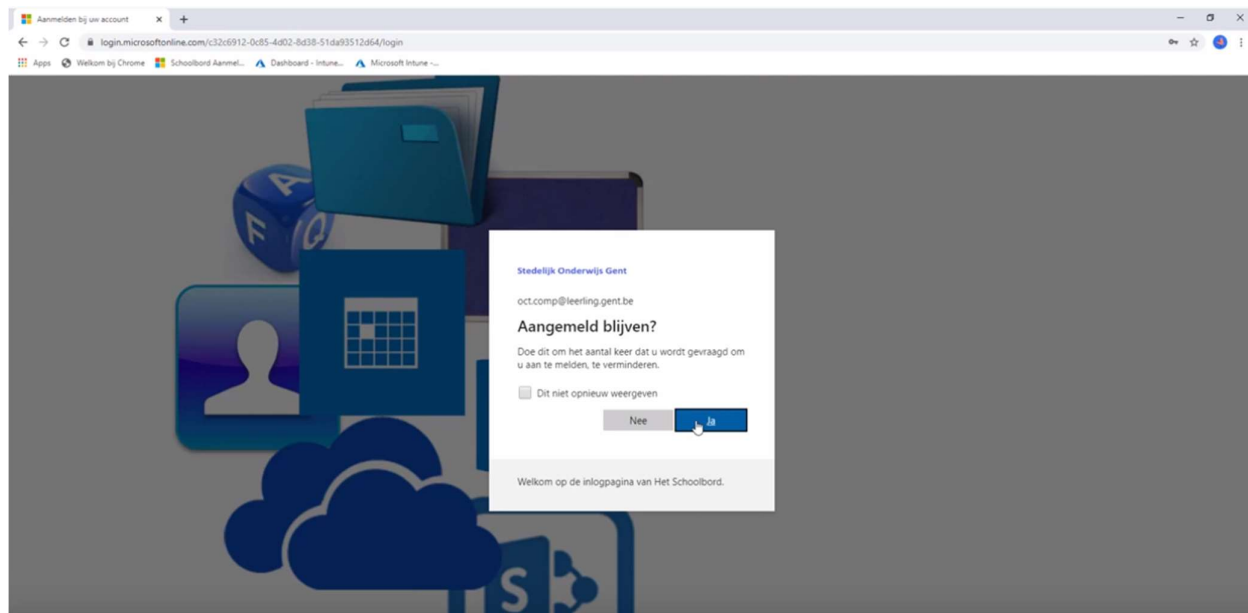 Aanmelden bij uw account
login.microsoftonline.com/c32c6912-0c85-4d02-8d38-51da93512d64/login
Apps Welkom bij Chrome Schoolbord Aanmel... Dashboard - Intune... Microsoft Intune -...
A
F Q
Stedelijk Onderwijs Gent
oct.comp@leerling.gent.be
Aangemeld blijven?
Doe dit om het aantal keer dat u wordt gevraagd om
u aan te melden, te verminderen.
Dit niet opnieuw weergeven
Nee Ja
Welkom op de inlogpagina van Het Schoolbord.
S